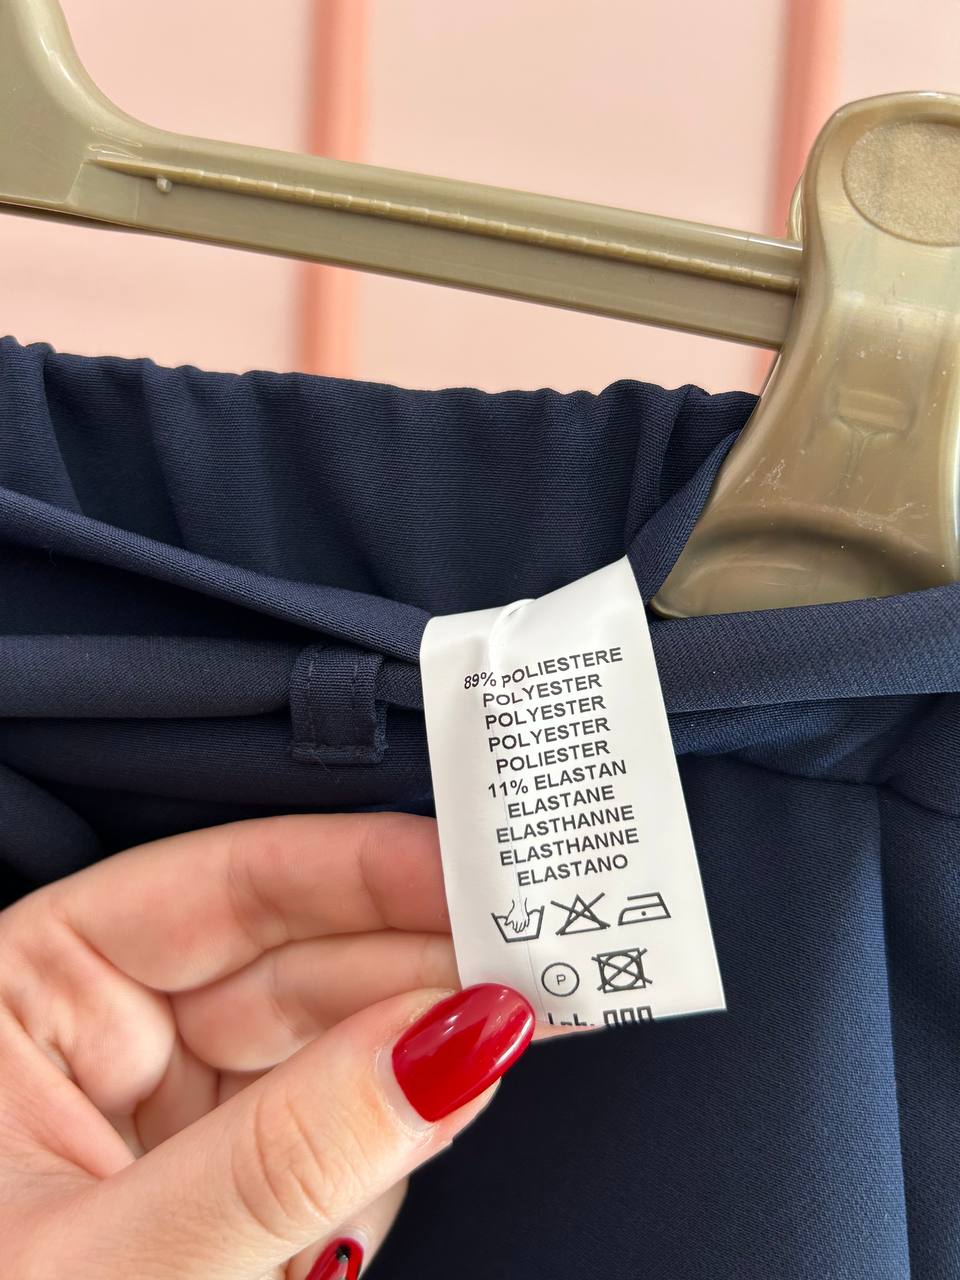 89% POLIESTERE
POLYESTER
POLYESTER
POLYESTER
POLIESTER
11% ELASTAN
ELASTANE
ELASTHANNE
ELASTHANNE
ELASTANO
P